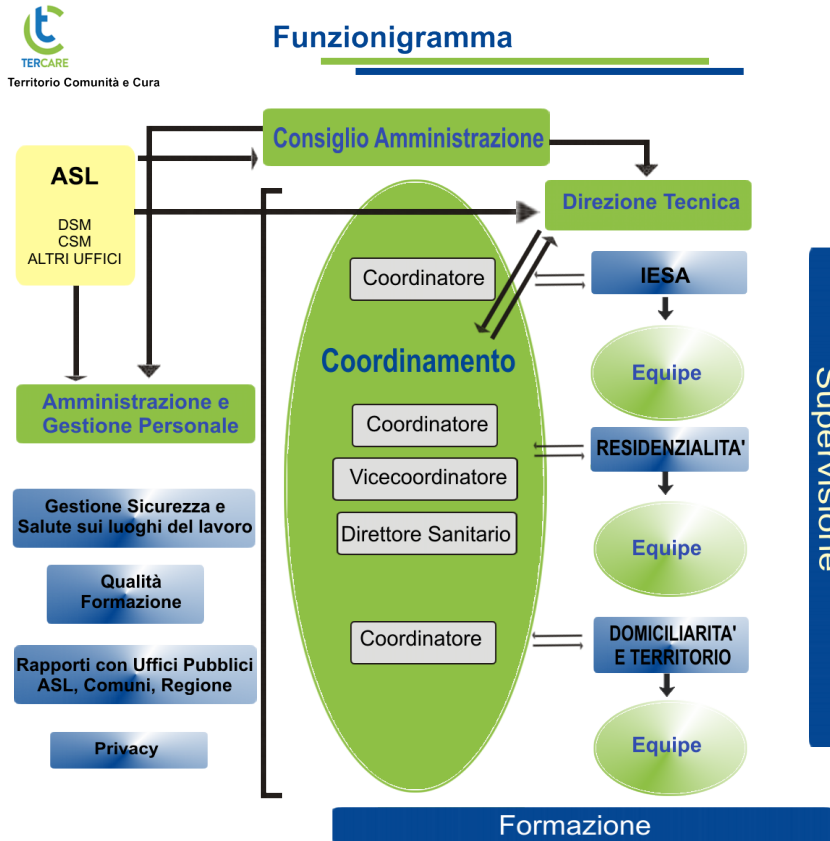 TERCARE
Territorio Comunità e Cura
Funzionigramma
Consiglio Amministrazione
ASL
DSM
CSM
ALTRI UFFICI
Direzione Tecnica
Coordinatore
IESA
Coordinamento
Equipe
Amministrazione e
Gestione Personale
Coordinatore
RESIDENZIALITA'
Vicecoordinatore
Gestione Sicurezza e
Salute sui luoghi del lavoro
Direttore Sanitario
Equipe
Qualità
Formazione
Coordinatore
DOMICILIARITA'
E TERRITORIO
Rapporti con Uffici Pubblici
ASL, Comuni, Regione
Privacy
Equipe
Supervisione
Formazione